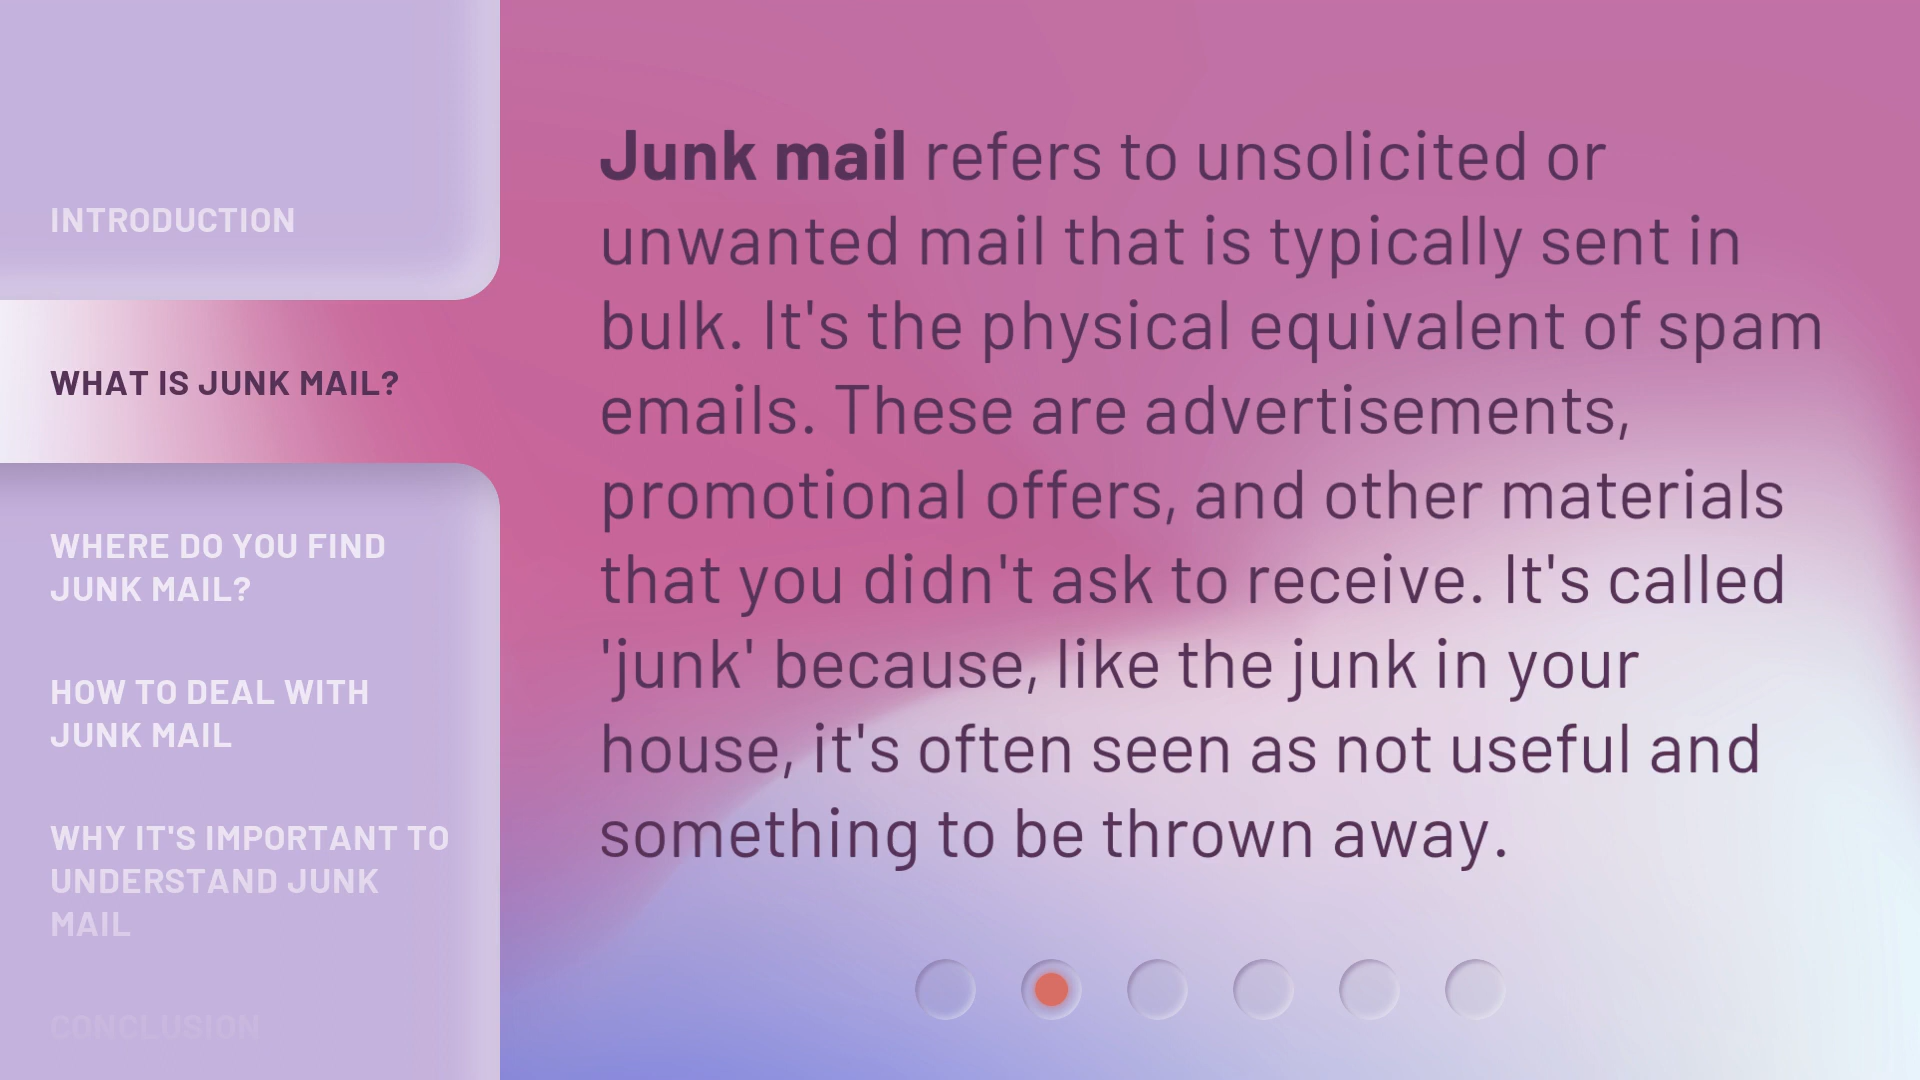 INTRODUCTION
WHAT IS JUNK MAIL?
WHERE DO YOU FIND
JUNK MAIL?
HOW TO DEAL WITH
JUNK MAIL
WHY IT'S IMPORTANT TO
UNDERSTAND JUNK
MAIL
CONCLUSION
Junk mail refers to unsolicited or
unwanted mail that is typically sent in
bulk. It's the physical equivalent of spam
emails. These are advertisements,
promotional offers, and other materials
that you didn't ask to receive. It's called
'junk' because, like the junk in your
house, it's often seen as not useful and
something to be thrown away.